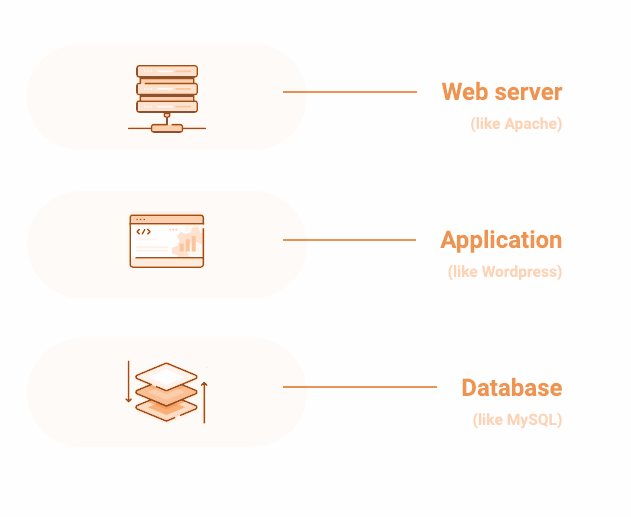 Web server
(like Apache)
</>
Application
(like Wordpress)
Database
(like MySQL)